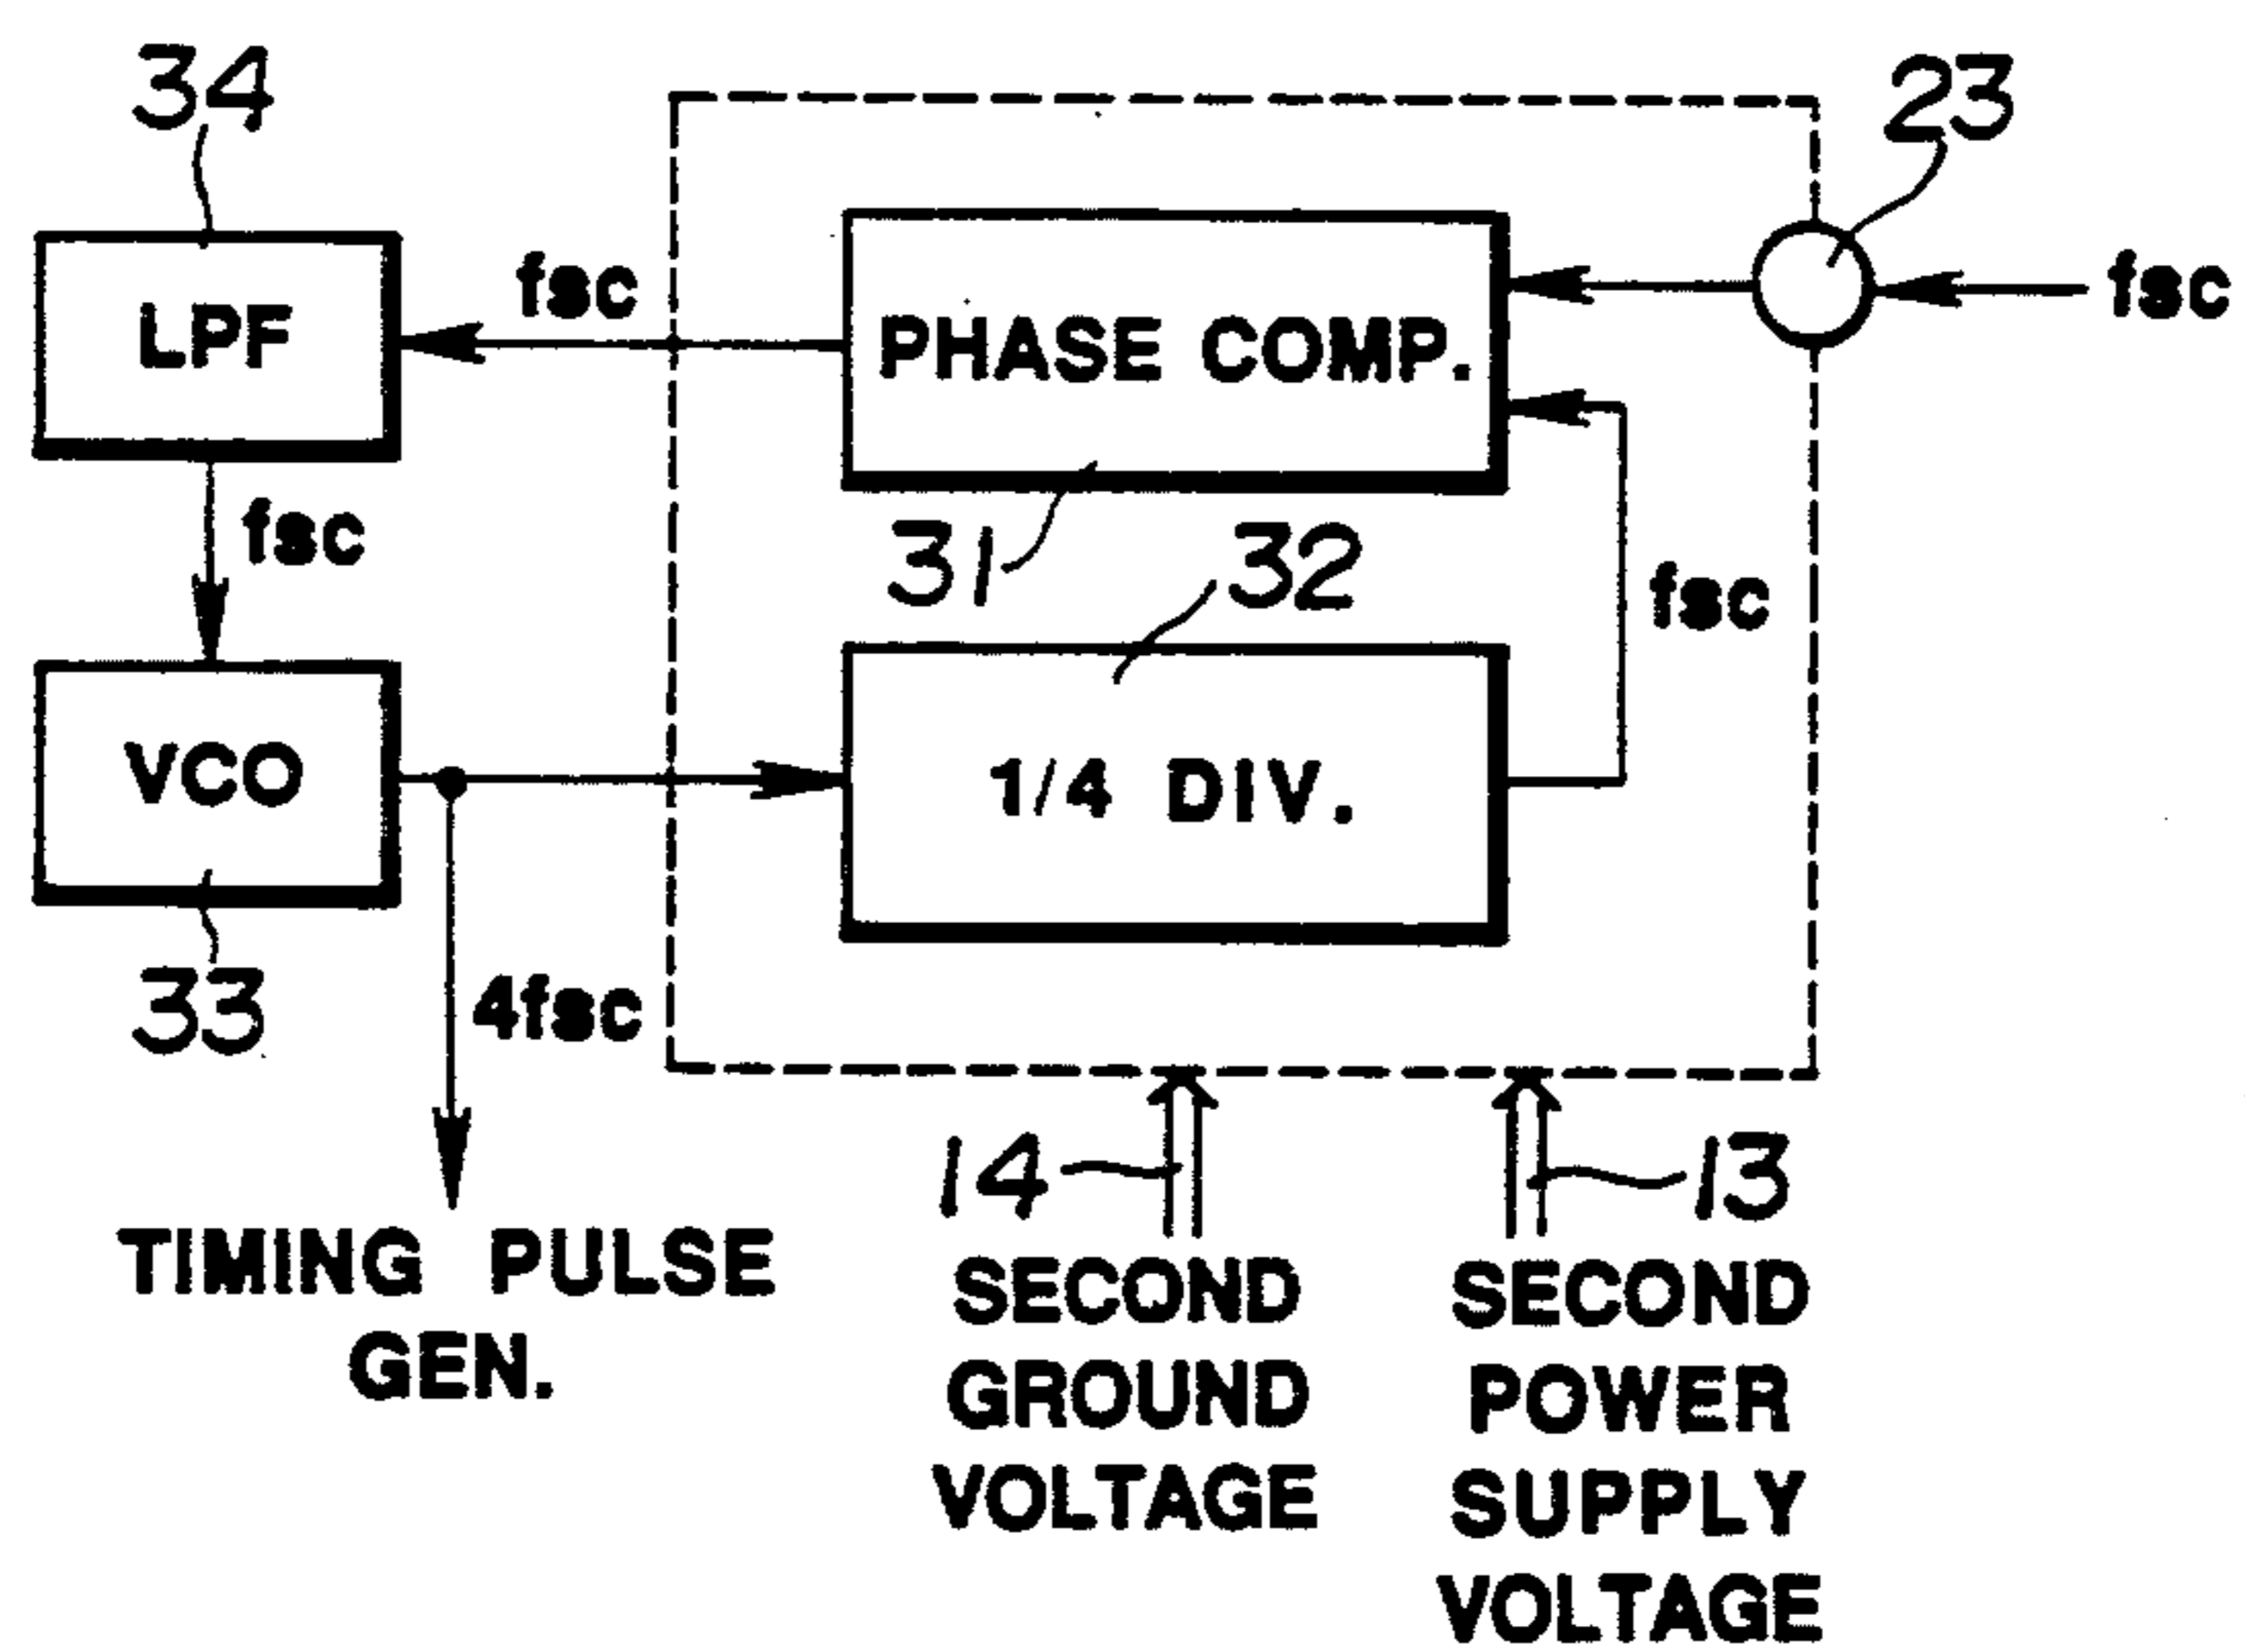 34
23
fsc
fsc
LPF
PHASE COMP.
fsc
31
32
fsc
VCO
1/4 DIV.
33
4fsc
14
13
TIMING PULSE
GEN.
SECOND
GROUND
VOLTAGE
SECOND
POWER
SUPPLY
VOLTAGE